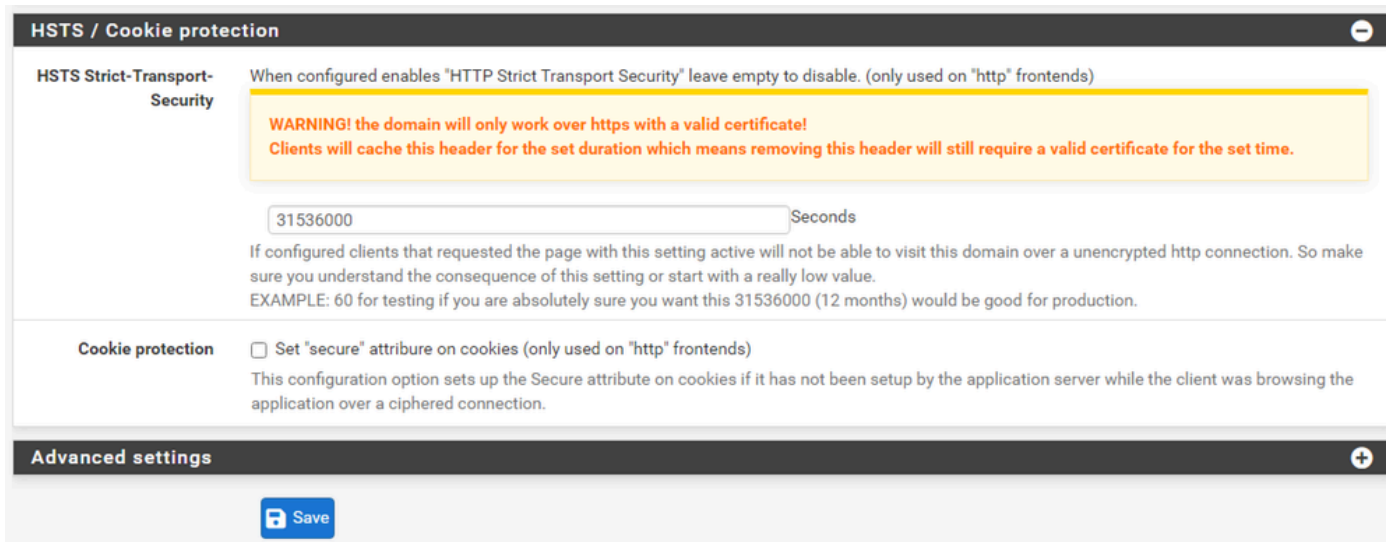 HSTS / Cookie protection
HSTS Strict-Transport-
Security
When configured enables "HTTP Strict Transport Security" leave empty to disable. (only used on "http" frontends)
WARNING! the domain will only work over https with a valid certificate!
Clients will cache this header for the set duration which means removing this header will still require a valid certificate for the set time.
31536000 Seconds
If configured clients that requested the page with this setting active will not be able to visit this domain over a unencrypted http connection. So make
sure you understand the consequence of this setting or start with a really low value.
EXAMPLE: 60 for testing if you are absolutely sure you want this 31536000 (12 months) would be good for production.
Cookie protection
Set "secure" attribure on cookies (only used on "http" frontends)
This configuration option sets up the Secure attribute on cookies if it has not been setup by the application server while the client was browsing the
application over a ciphered connection.
Advanced settings
Save